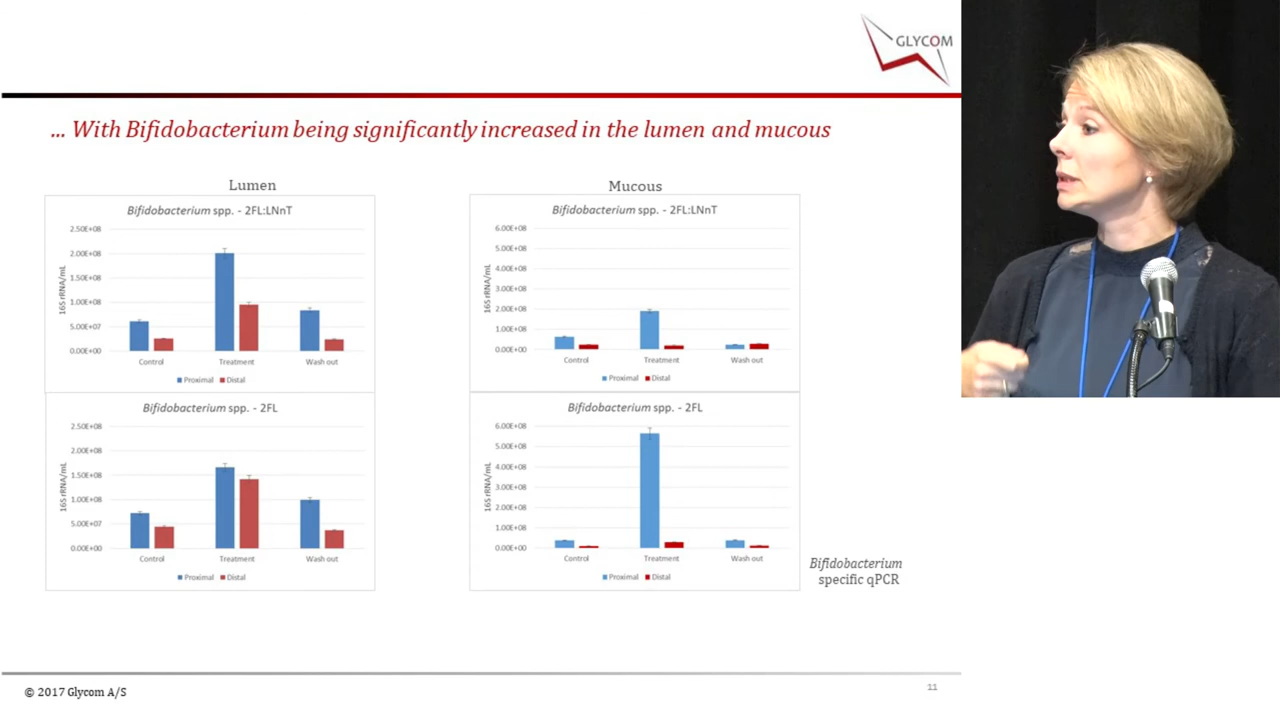 GLYCOM
... With Bifidobacterium being significantly increased in the lumen and mucous
Lumen
Bifidobacterium spp. - 2FL:LNnT
16S rRNA/mL
2.50E+08
2.00E+08
1.50E+08
1.00E+08
5.00E+07
0.00E+00
Control Treatment Wash out
Proximal Distal
Mucous
Bifidobacterium spp. - 2FL:LNnT
16S rRNA/mL
6.00E+08
5.00E+08
4.00E+08
3.00E+08
2.00E+08
1.00E+08
0.00E+00
Control Treatment Wash out
Proximal Distal
Bifidobacterium spp. - 2FL
16S rRNA/mL
2.50E+08
2.00E+08
1.50E+08
1.00E+08
5.00E+07
0.00E+00
Control Treatment Wash out
Proximal Distal
Bifidobacterium spp. - 2FL
16S rRNA/mL
6.00E+08
5.00E+08
4.00E+08
3.00E+08
2.00E+08
1.00E+08
0.00E+00
Control Treatment Wash out
Proximal Distal
Bifidobacterium
specific qPCR
© 2017 Glycom A/S
11